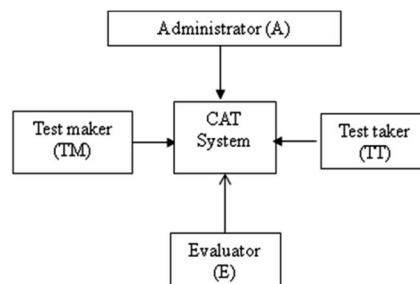 Administrator (A)
Test maker
(TM)
CAT
System
Test taker
(TT)
Evaluator
(E)